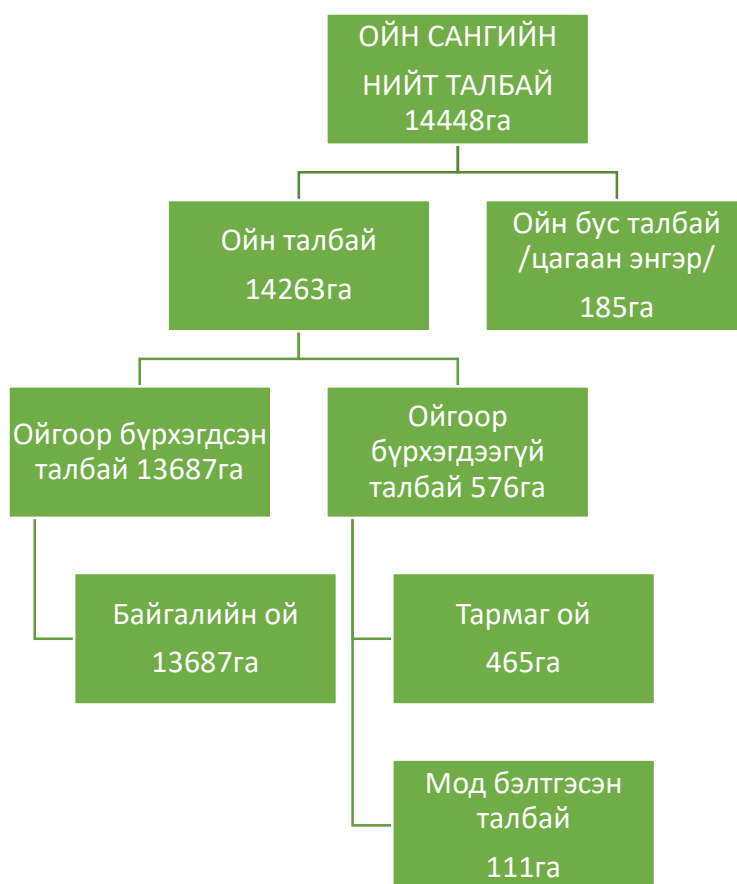 ОЙН САНГИЙН
НИЙТ ТАЛБАЙ
14448га
Ойн талбай
14263га
Ойн бус талбай
/цагаан энгэр/
185га
Ойгоор бүрхэгдсэн
талбай 13687га
Ойгоор
бүрхэгдээгүй
талбай 576га
Байгалийн ой
13687га
Тармаг ой
465га
Мод бэлтгэсэн
талбай
111га